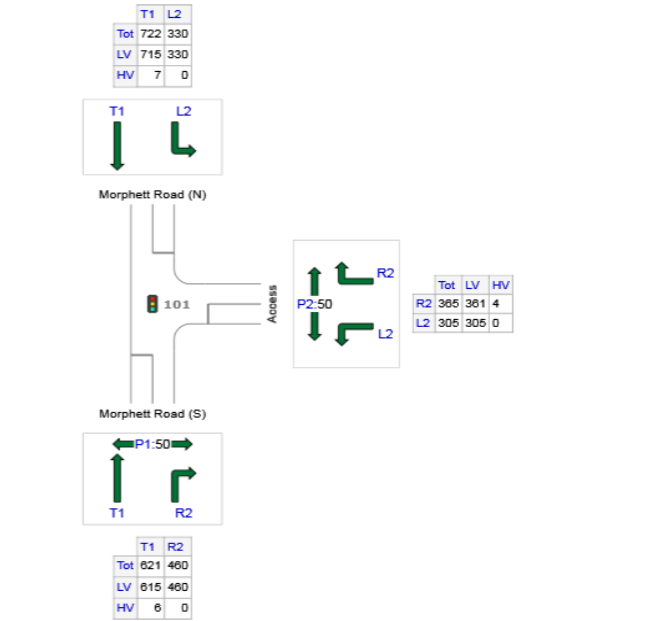 T1 L2
Tot 722 330
LV 715 330
HV 7 0
T1 L2
Morphett Road (N)
101
Access
R2
P2:50
L2
Tot LV HV
R2 365 361 4
L2 305 305 0
Morphett Road (S)
P1:50
T1 R2
T1 R2
Tot 621 460
LV 615 460
HV 6 0